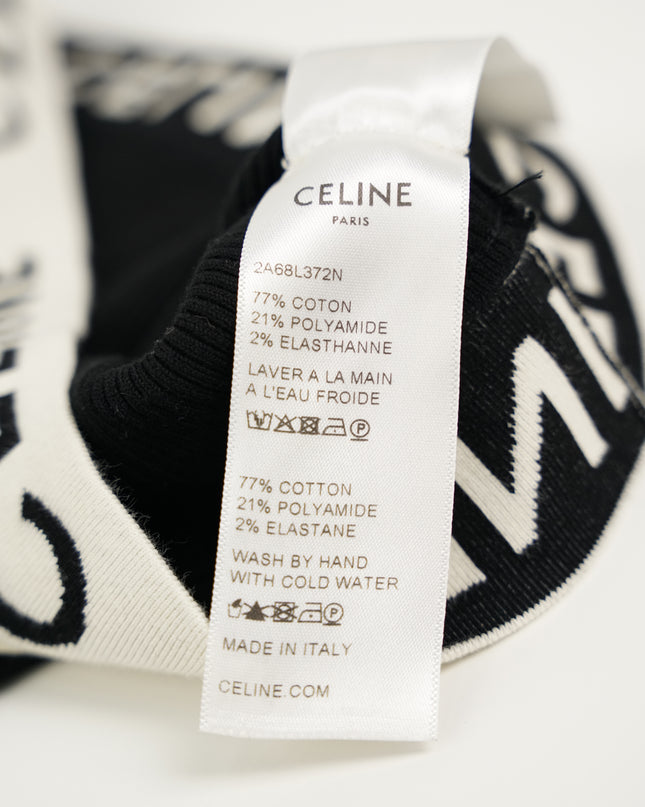 CELINE
PARIS
2A68L372N
77% COTON
21% POLYAMIDE
2% ELASTHANNE
LAVER A LA MAIN
A L'EAU FROIDE
P
77% COTTON
21% POLYAMIDE
2% ELASTANE
WASH BY HAND
WITH COLD WATER
P
MADE IN ITALY
CELINE.COM